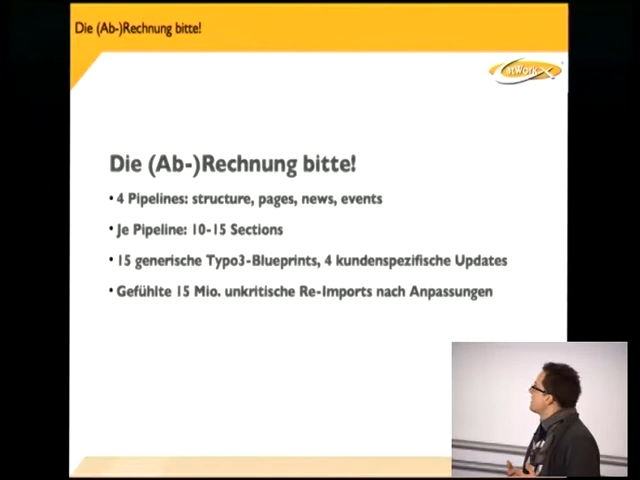 Die (Ab-)Rechnung bitte!
Die (Ab-)Rechnung bitte!
• 4 Pipelines: structure, pages, news, events
• Je Pipeline: 10-15 Sections
• 15 generische Typo3-Blueprints, 4 kundenspezifische Updates
• Gefühlte 15 Mio. unkritische Re-Imports nach Anpassungen